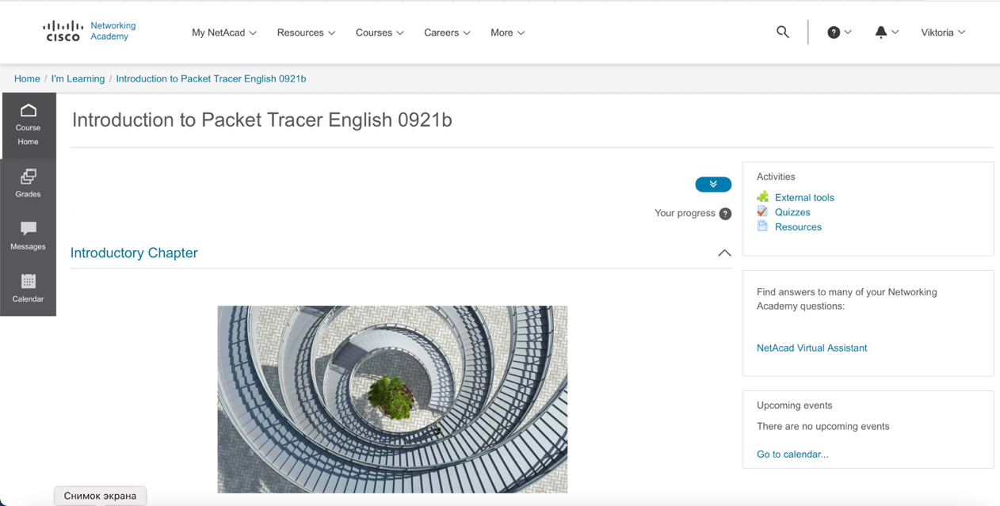 CISCO
Networking
Academy
My NetAcad
Resources
Courses
Careers
More
?
Viktoria
Home / I'm Learning / Introduction to Packet Tracer English 0921b
Course
Home
Grades
Messages
Calendar
Introduction to Packet Tracer English 0921b
Your progress ?
Introductory Chapter
Activities
External tools
Quizzes
Resources
Find answers to many of your Networking
Academy questions:
NetAcad Virtual Assistant
Upcoming events
There are no upcoming events
Go to calendar...
Снимок экрана